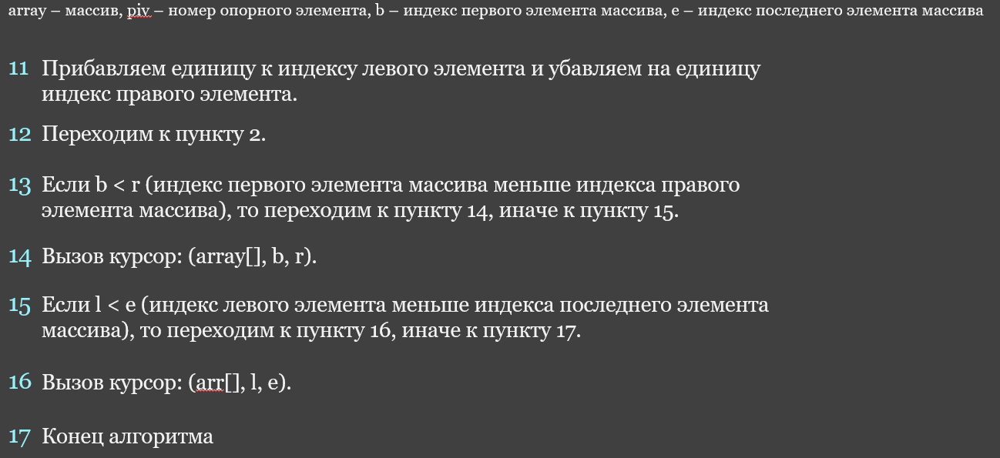 array – массив, piv – номер опорного элемента, b – индекс первого элемента массива, e – индекс последнего элемента массива
11 Прибавляем единицу к индексу левого элемента и убавляем на единицу
индекс правого элемента.
12 Переходим к пункту 2.
13 Если b < r (индекс первого элемента массива меньше индекса правого
элемента массива), то переходим к пункту 14, иначе к пункту 15.
14 Вызов курсор: (array[], b, r).
15 Если l < e (индекс левого элемента меньше индекса последнего элемента
массива), то переходим к пункту 16, иначе к пункту 17.
16 Вызов курсор: (arr[], l, e).
17 Конец алгоритма